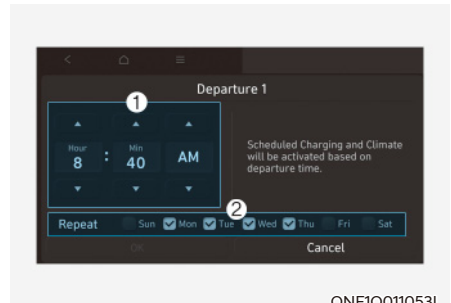 Departure 1
1
Hour
8
:
Min
40
AM
Scheduled Charging and Climate
will be activated based on
departure time.
2
Repeat Sun Mon Tue Wed Thu Fri Sat
OK Cancel